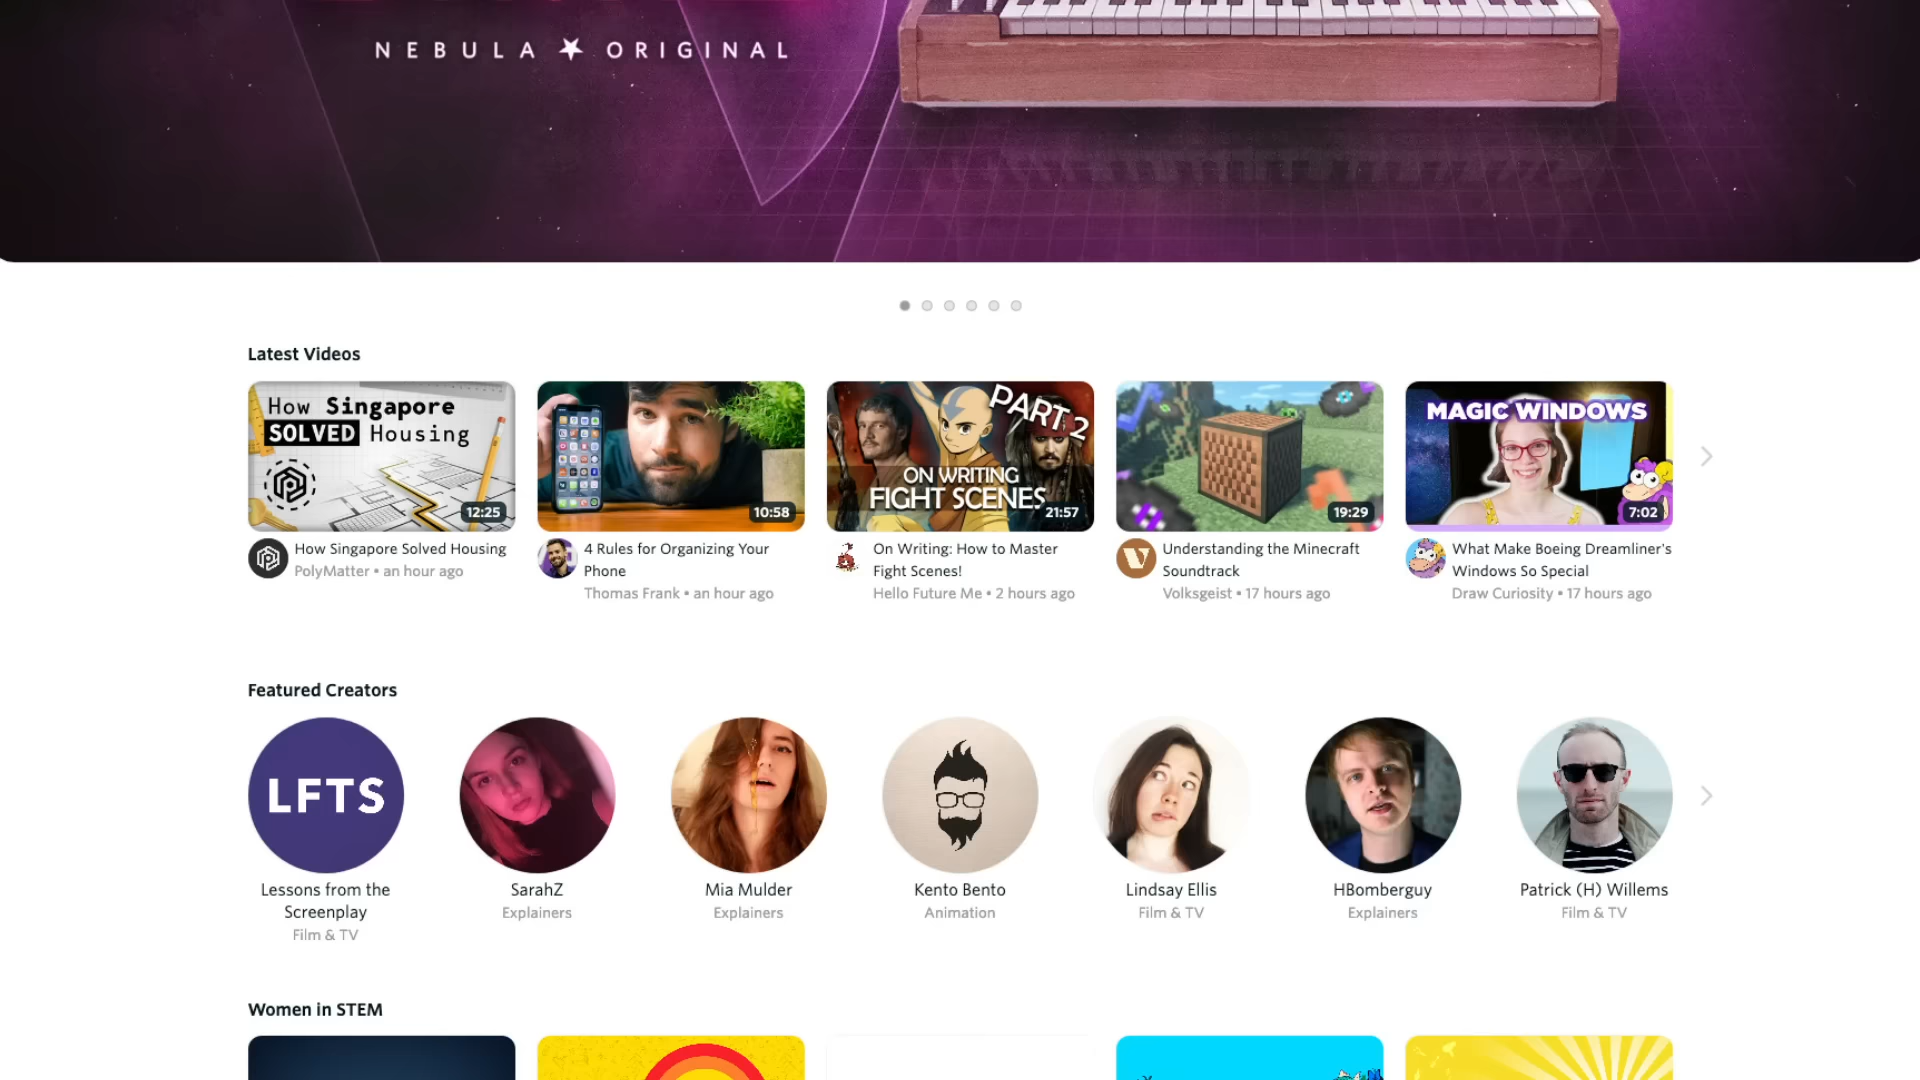 NEBULA ORIGINAL
Latest Videos
How Singapore
SOLVED Housing
12:25
10:58
PART 2
ON WRITING
FIGHT SCENES
21:57
19:29
MAGIC WINDOWS
7:02
How Singapore Solved Housing
PolyMatter • an hour ago
4 Rules for Organizing Your
Phone
Thomas Frank • an hour ago
On Writing: How to Master
Fight Scenes!
Hello Future Me • 2 hours ago
V
Understanding the Minecraft
Soundtrack
Volksgeist • 17 hours ago
What Make Boeing Dreamliner's
Windows So Special
Draw Curiosity • 17 hours ago
Featured Creators
LFTS
Lessons from the
Screenplay
Film & TV
SarahZ
Explainers
Mia Mulder
Explainers
Kento Bento
Animation
Lindsay Ellis
Film & TV
HBomberguy
Explainers
Patrick (H) Willems
Film & TV
Women in STEM